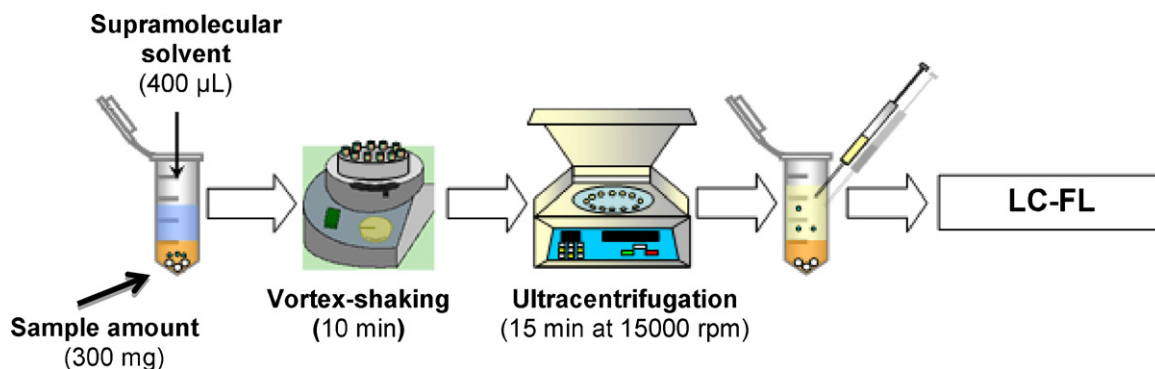 Supramolecular
solvent
(400 µL)
Sample amount
(300 mg)
Vortex-shaking
(10 min)
Ultracentrifugation
(15 min at 15000 rpm)
LC-FL